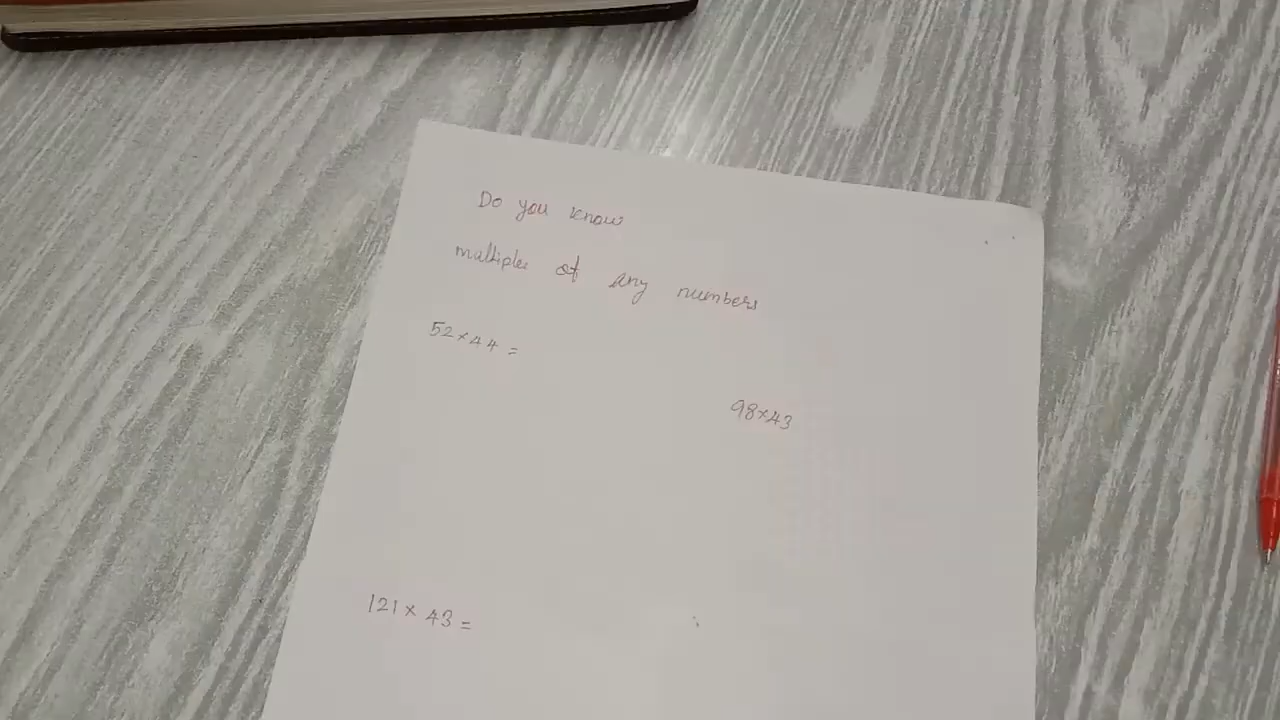 Do you know
multiples of any numbers
52×44 =
98×43
121× 43 =